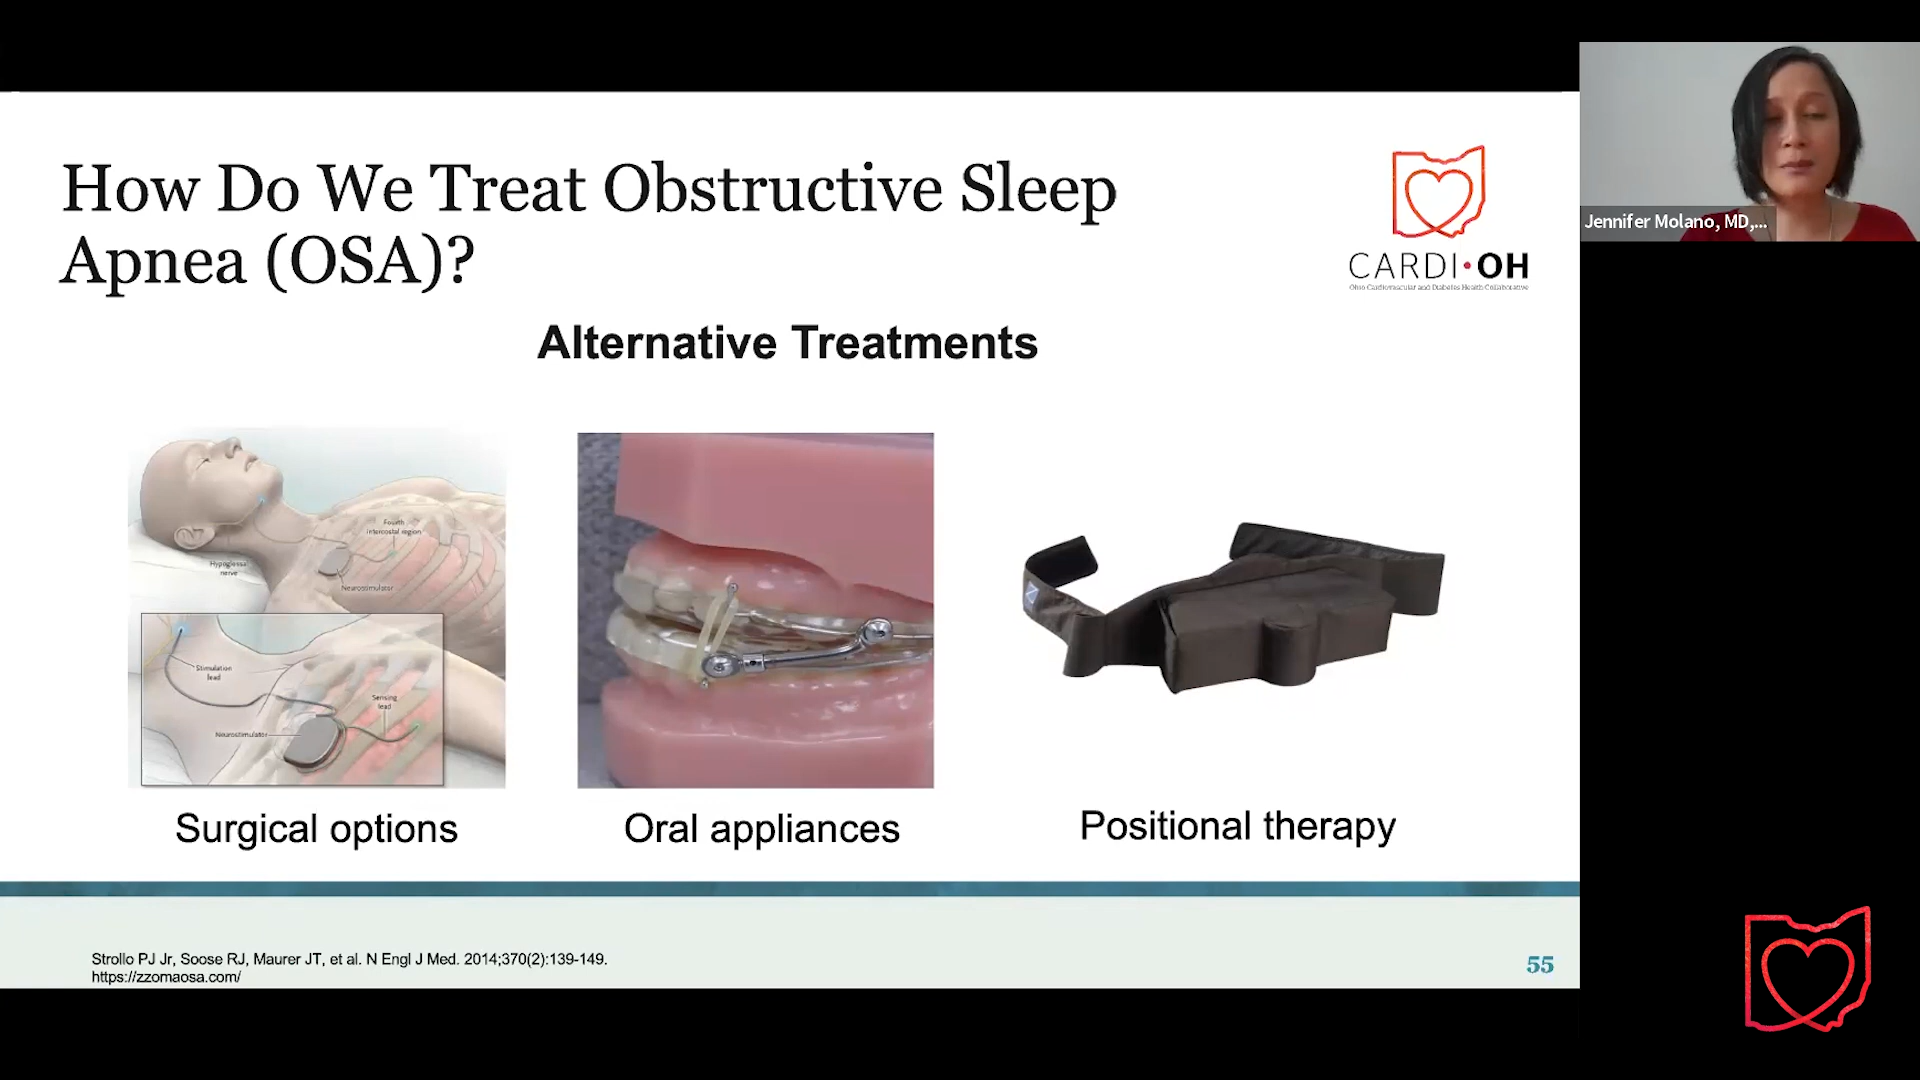 How Do We Treat Obstructive Sleep
Apnea (OSA)?
CARDI•OH
Ohio Cardiovascular and Diabetes Health Collaborative
Jennifer Molano, MD,...
Alternative Treatments
Fourth
intercostal region
Hypoglossal
nerve
Neurostimulator
Stimulation
lead
Sensing
lead
Neurostimulator
Surgical options
Oral appliances
Positional therapy
Strollo PJ Jr, Soose RJ, Maurer JT, et al. N Engl J Med. 2014;370(2):139-149.
https://zzomaosa.com/
55